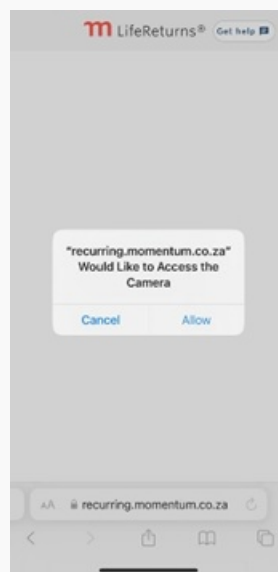 m LifeReturns® Get help
"recurring.momentum.co.za"
Would Like to Access the
Camera
Cancel Allow
AA recurring.momentum.co.za